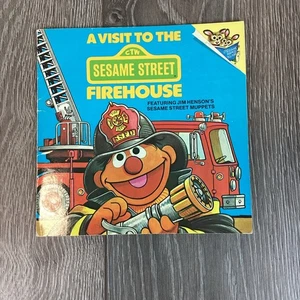 A VISIT TO THE
CTW
SESAME STREET
FIREHOUSE
FEATURING JIM HENSON'S
SESAME STREET MUPPETS